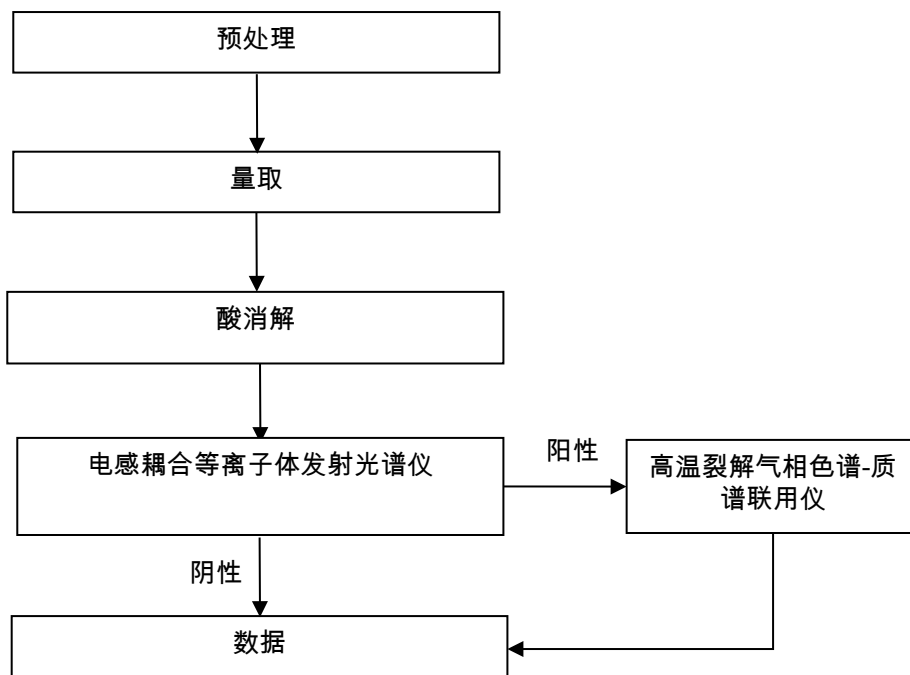 预处理
量取
酸消解
电感耦合等离子体发射光谱仪
阳性
高温裂解气相色谱-质
谱联用仪
阴性
数据